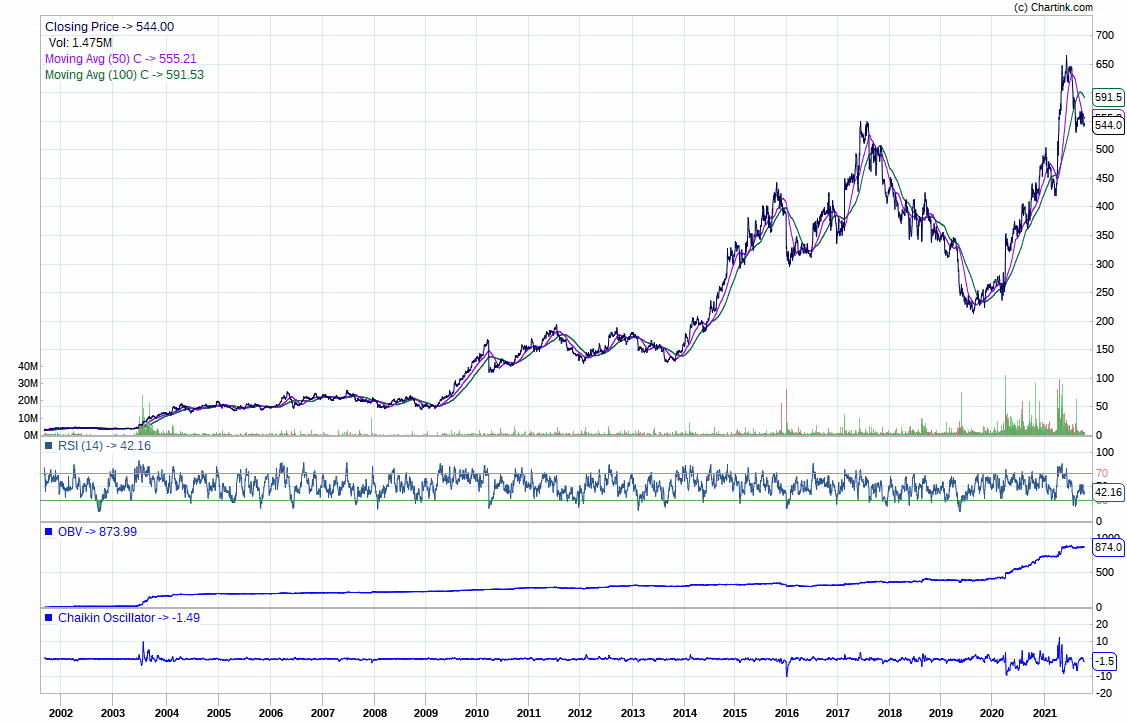 (c) Chartink.com
Closing Price -> 544.00
Vol: 1.475M
Moving Avg (50) C -> 555.21
Moving Avg (100) C -> 591.53
700
650
591.5
544.0
500
450
400
350
300
250
200
150
100
50
0
40M
30M
20M
10M
0M
RSI (14) -> 42.16
100
70
42.16
0
OBV -> 873.99
1000
874.0
500
0
Chaikin Oscillator -> -1.49
20
10
-1.5
-10
-20
2002 2003 2004 2005 2006 2007 2008 2009 2010 2011 2012 2013 2014 2015 2016 2017 2018 2019 2020 2021